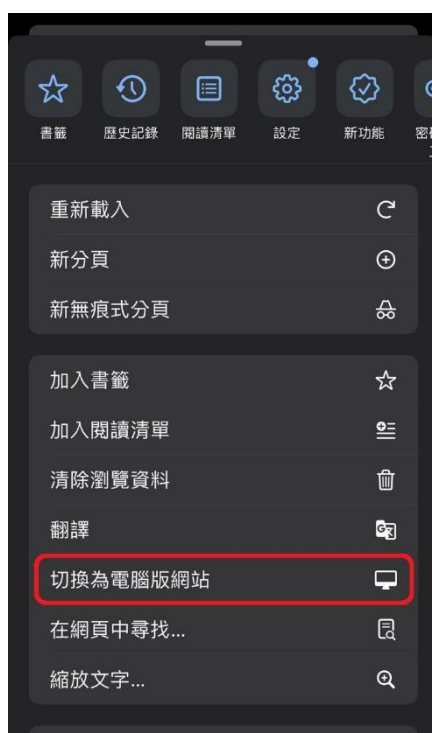 書籤
歷史記錄
閱讀清單
設定
新功能
重新載入
新分頁
新無痕式分頁
加入書籤
加入閱讀清單
清除瀏覽資料
翻譯
切換為電腦版網站
在網頁中尋找...
縮放文字...